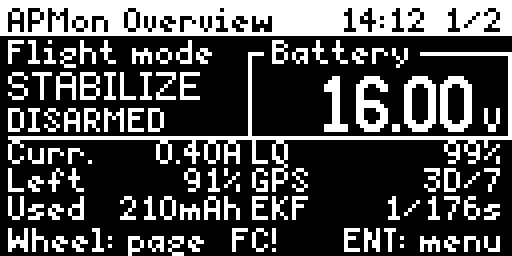 APMon Overview 14:12 1/2
Flight mode Battery
STABILIZE
DISARMED 16.00 V
Curr. 0.40A LQ 99%
Left 91% GPS 3D/7
Used 210mAh EKF 1/176s
Wheel: page FC! ENT: menu